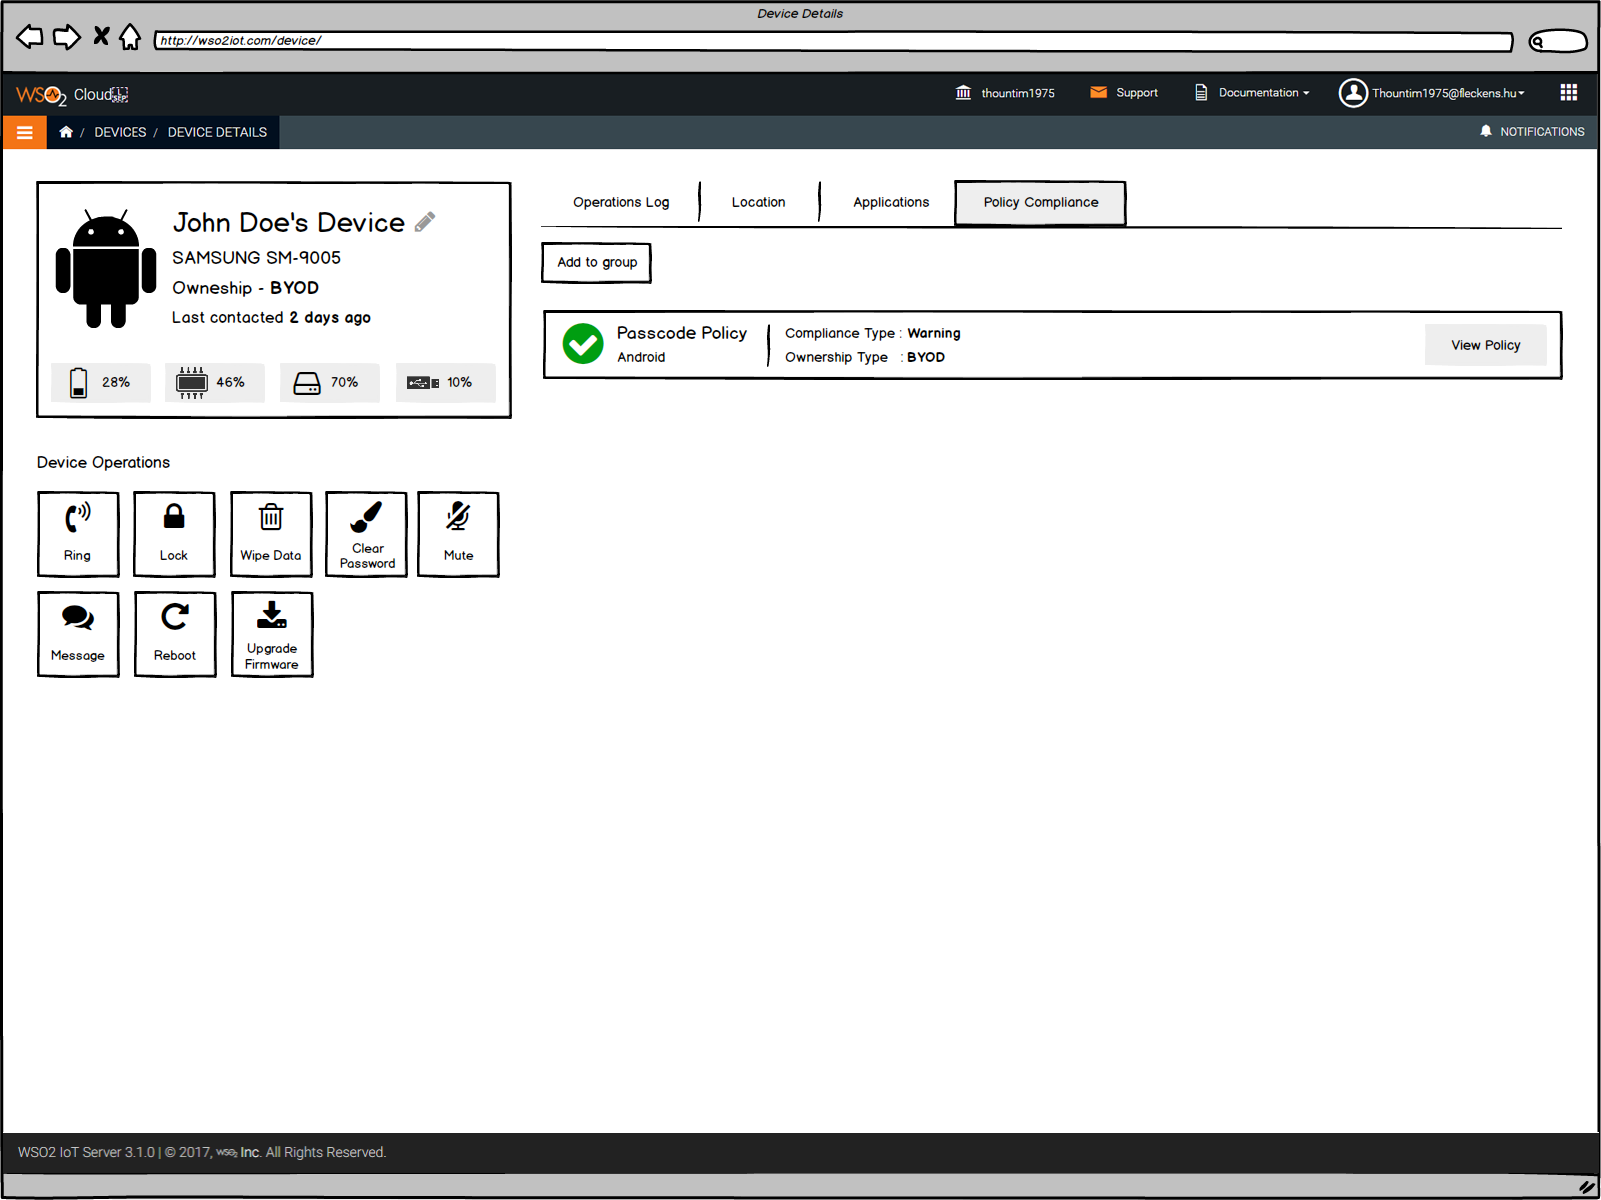 Device Details
http://wso2iot.com/device/
WSO2 Cloud
thountim1975
Support
Documentation
Thountim1975@fleckens.hu
/ DEVICES / DEVICE DETAILS
NOTIFICATIONS
John Doe's Device
SAMSUNG SM-9005
Owneship - BYOD
Last contacted 2 days ago
28%
46%
70%
10%
Device Operations
Ring
Lock
Wipe Data
Clear
Password
Mute
Message
Reboot
Upgrade
Firmware
Operations Log
Location
Applications
Policy Compliance
Add to group
Passcode Policy
Android
Compliance Type : Warning
Ownership Type : BYOD
View Policy
WSO2 IoT Server 3.1.0 | © 2017, WSO2 Inc. All Rights Reserved.